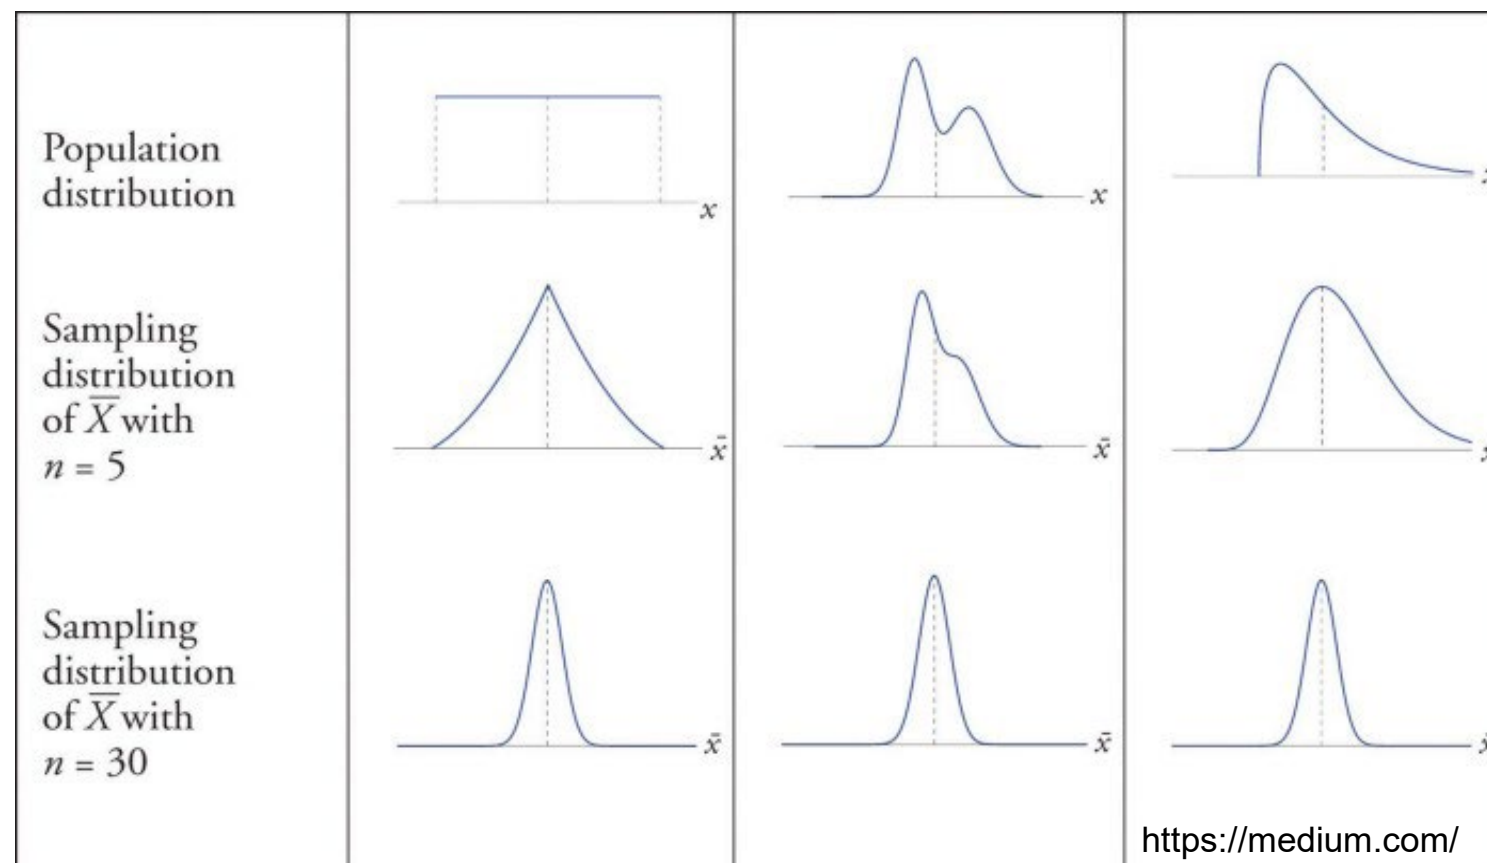 Population
distribution
x
x
Sampling
distribution
of X̅ with
n = 5
x̄
x̄
Sampling
distribution
of X̅ with
n = 30
x̄
x̄
https://medium.com/